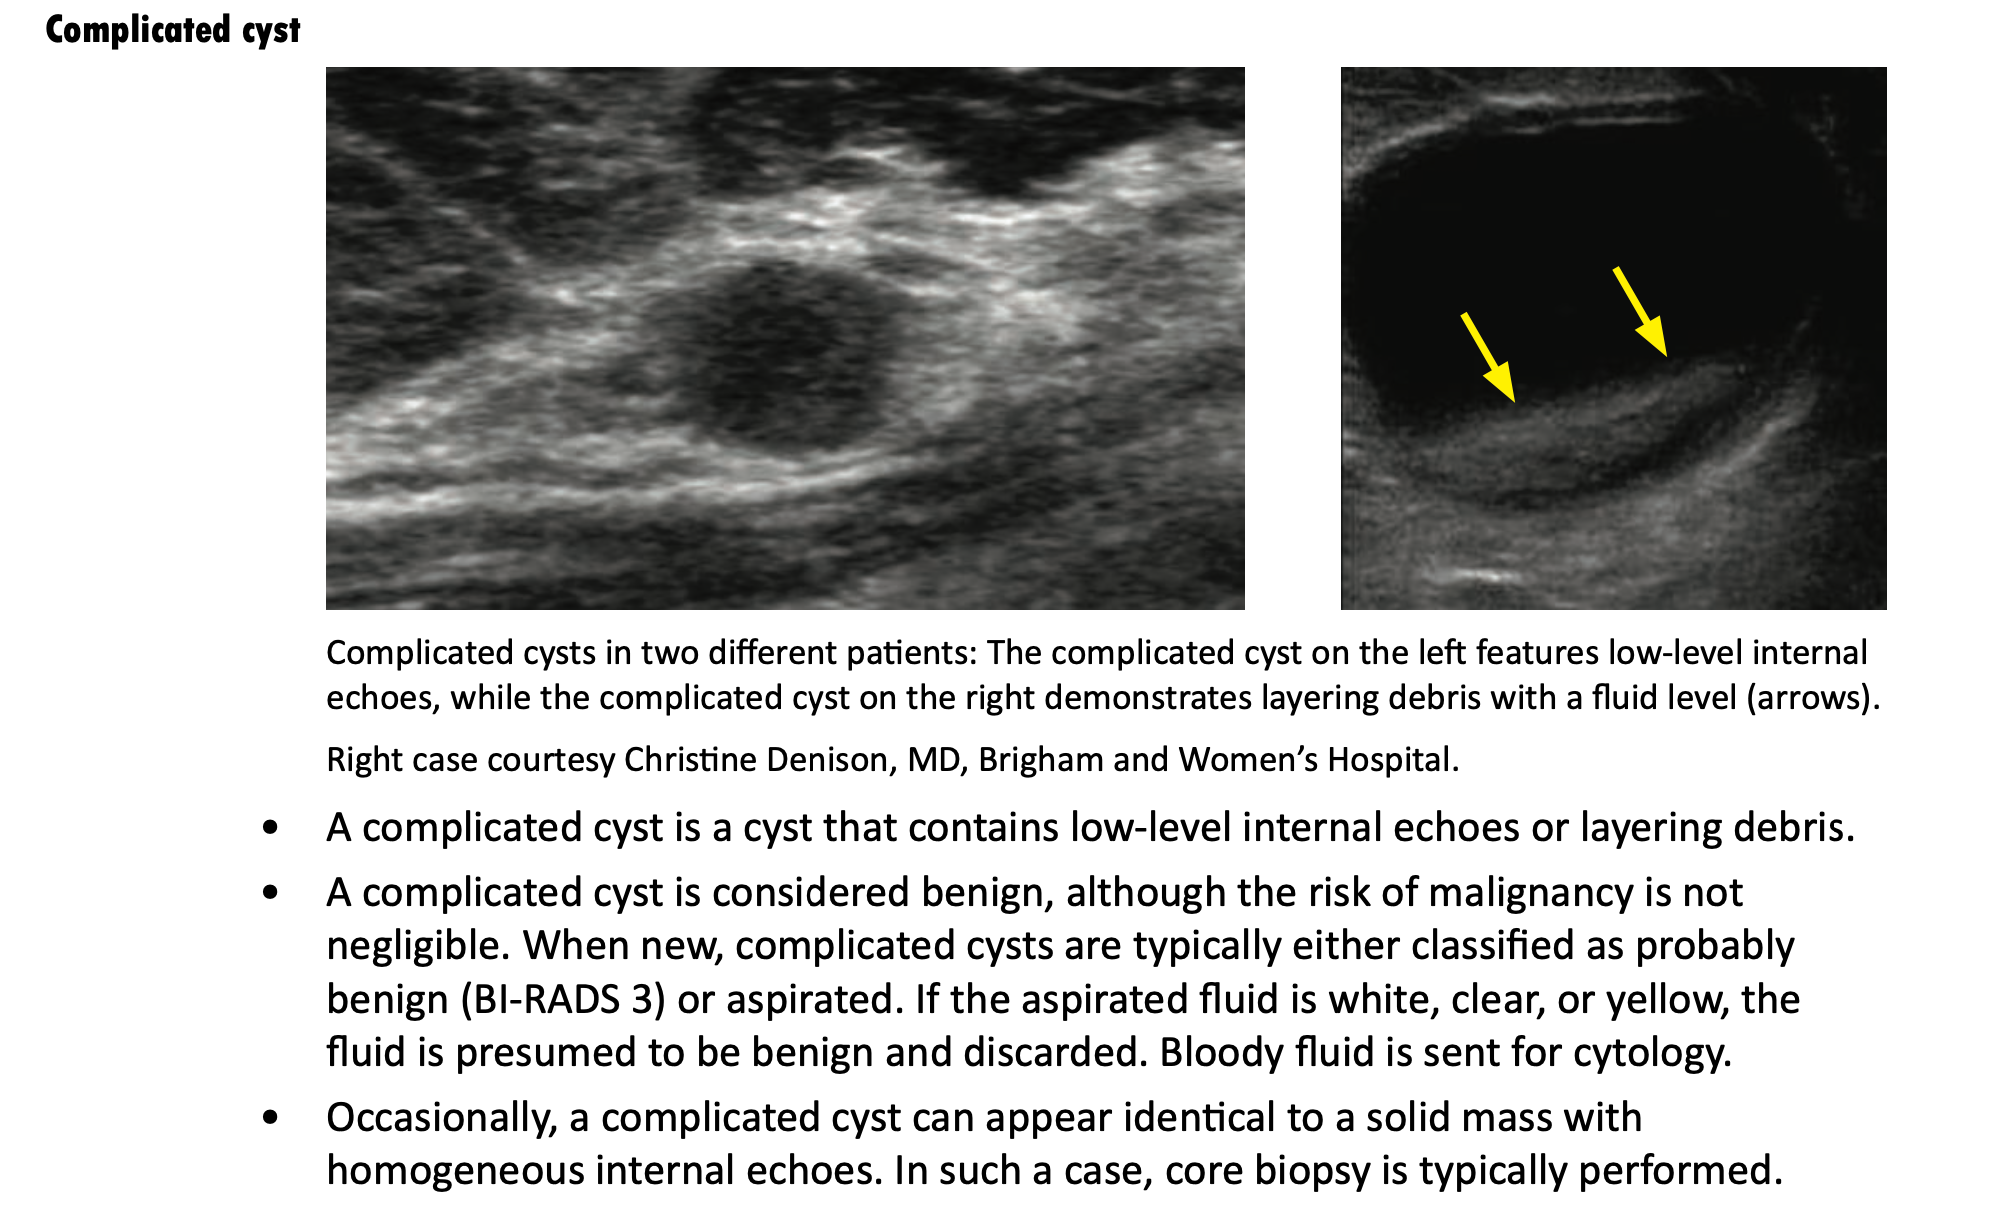 Complicated cyst
Complicated cysts in two different patients: The complicated cyst on the left features low-level internal
echoes, while the complicated cyst on the right demonstrates layering debris with a fluid level (arrows).
Right case courtesy Christine Denison, MD, Brigham and Women’s Hospital.
• A complicated cyst is a cyst that contains low-level internal echoes or layering debris.
• A complicated cyst is considered benign, although the risk of malignancy is not
negligible. When new, complicated cysts are typically either classified as probably
benign (BI-RADS 3) or aspirated. If the aspirated fluid is white, clear, or yellow, the
fluid is presumed to be benign and discarded. Bloody fluid is sent for cytology.
• Occasionally, a complicated cyst can appear identical to a solid mass with
homogeneous internal echoes. In such a case, core biopsy is typically performed.